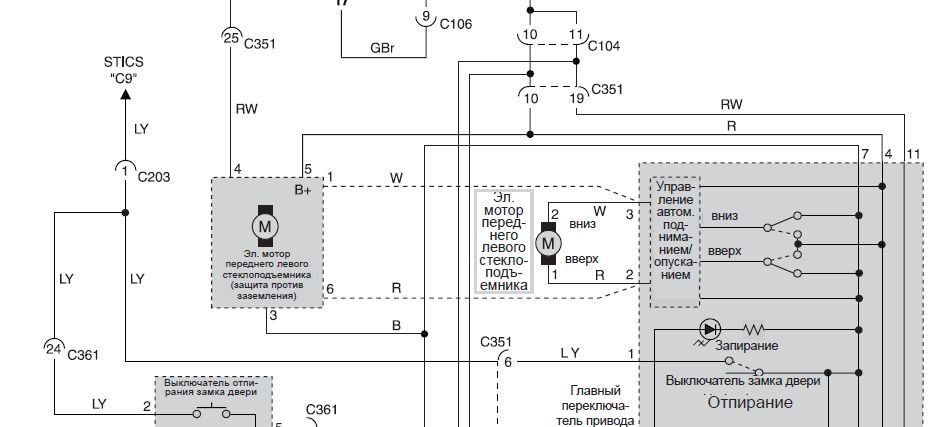 17
9
C106
GBr
25
C351
10
11
C104
STICS
"C9"
RW
LY
C351
10
19
RW
R
1
C203
4
5
B+
1
W
7
4
11
М
Эл. мотор
переднего левого
стеклоподъемника
(защита против
заземления)
6
R
3
B
Эл.
мотор
перед-
него
левого
стекло-
подъ-
емника
2
W
3
вниз
М
вверх
1
R
2
Управ-
ление
автом.
под-
нима-
нием/
опуска-
нием
вниз
вверх
LY
LY
24
C361
C351
6
LY
1
Запирание
Выключатель замка двери
Отпирание
Выключатель отпи-
рания замка двери
LY
2
5
C361
Главный
переключа-
тель привода